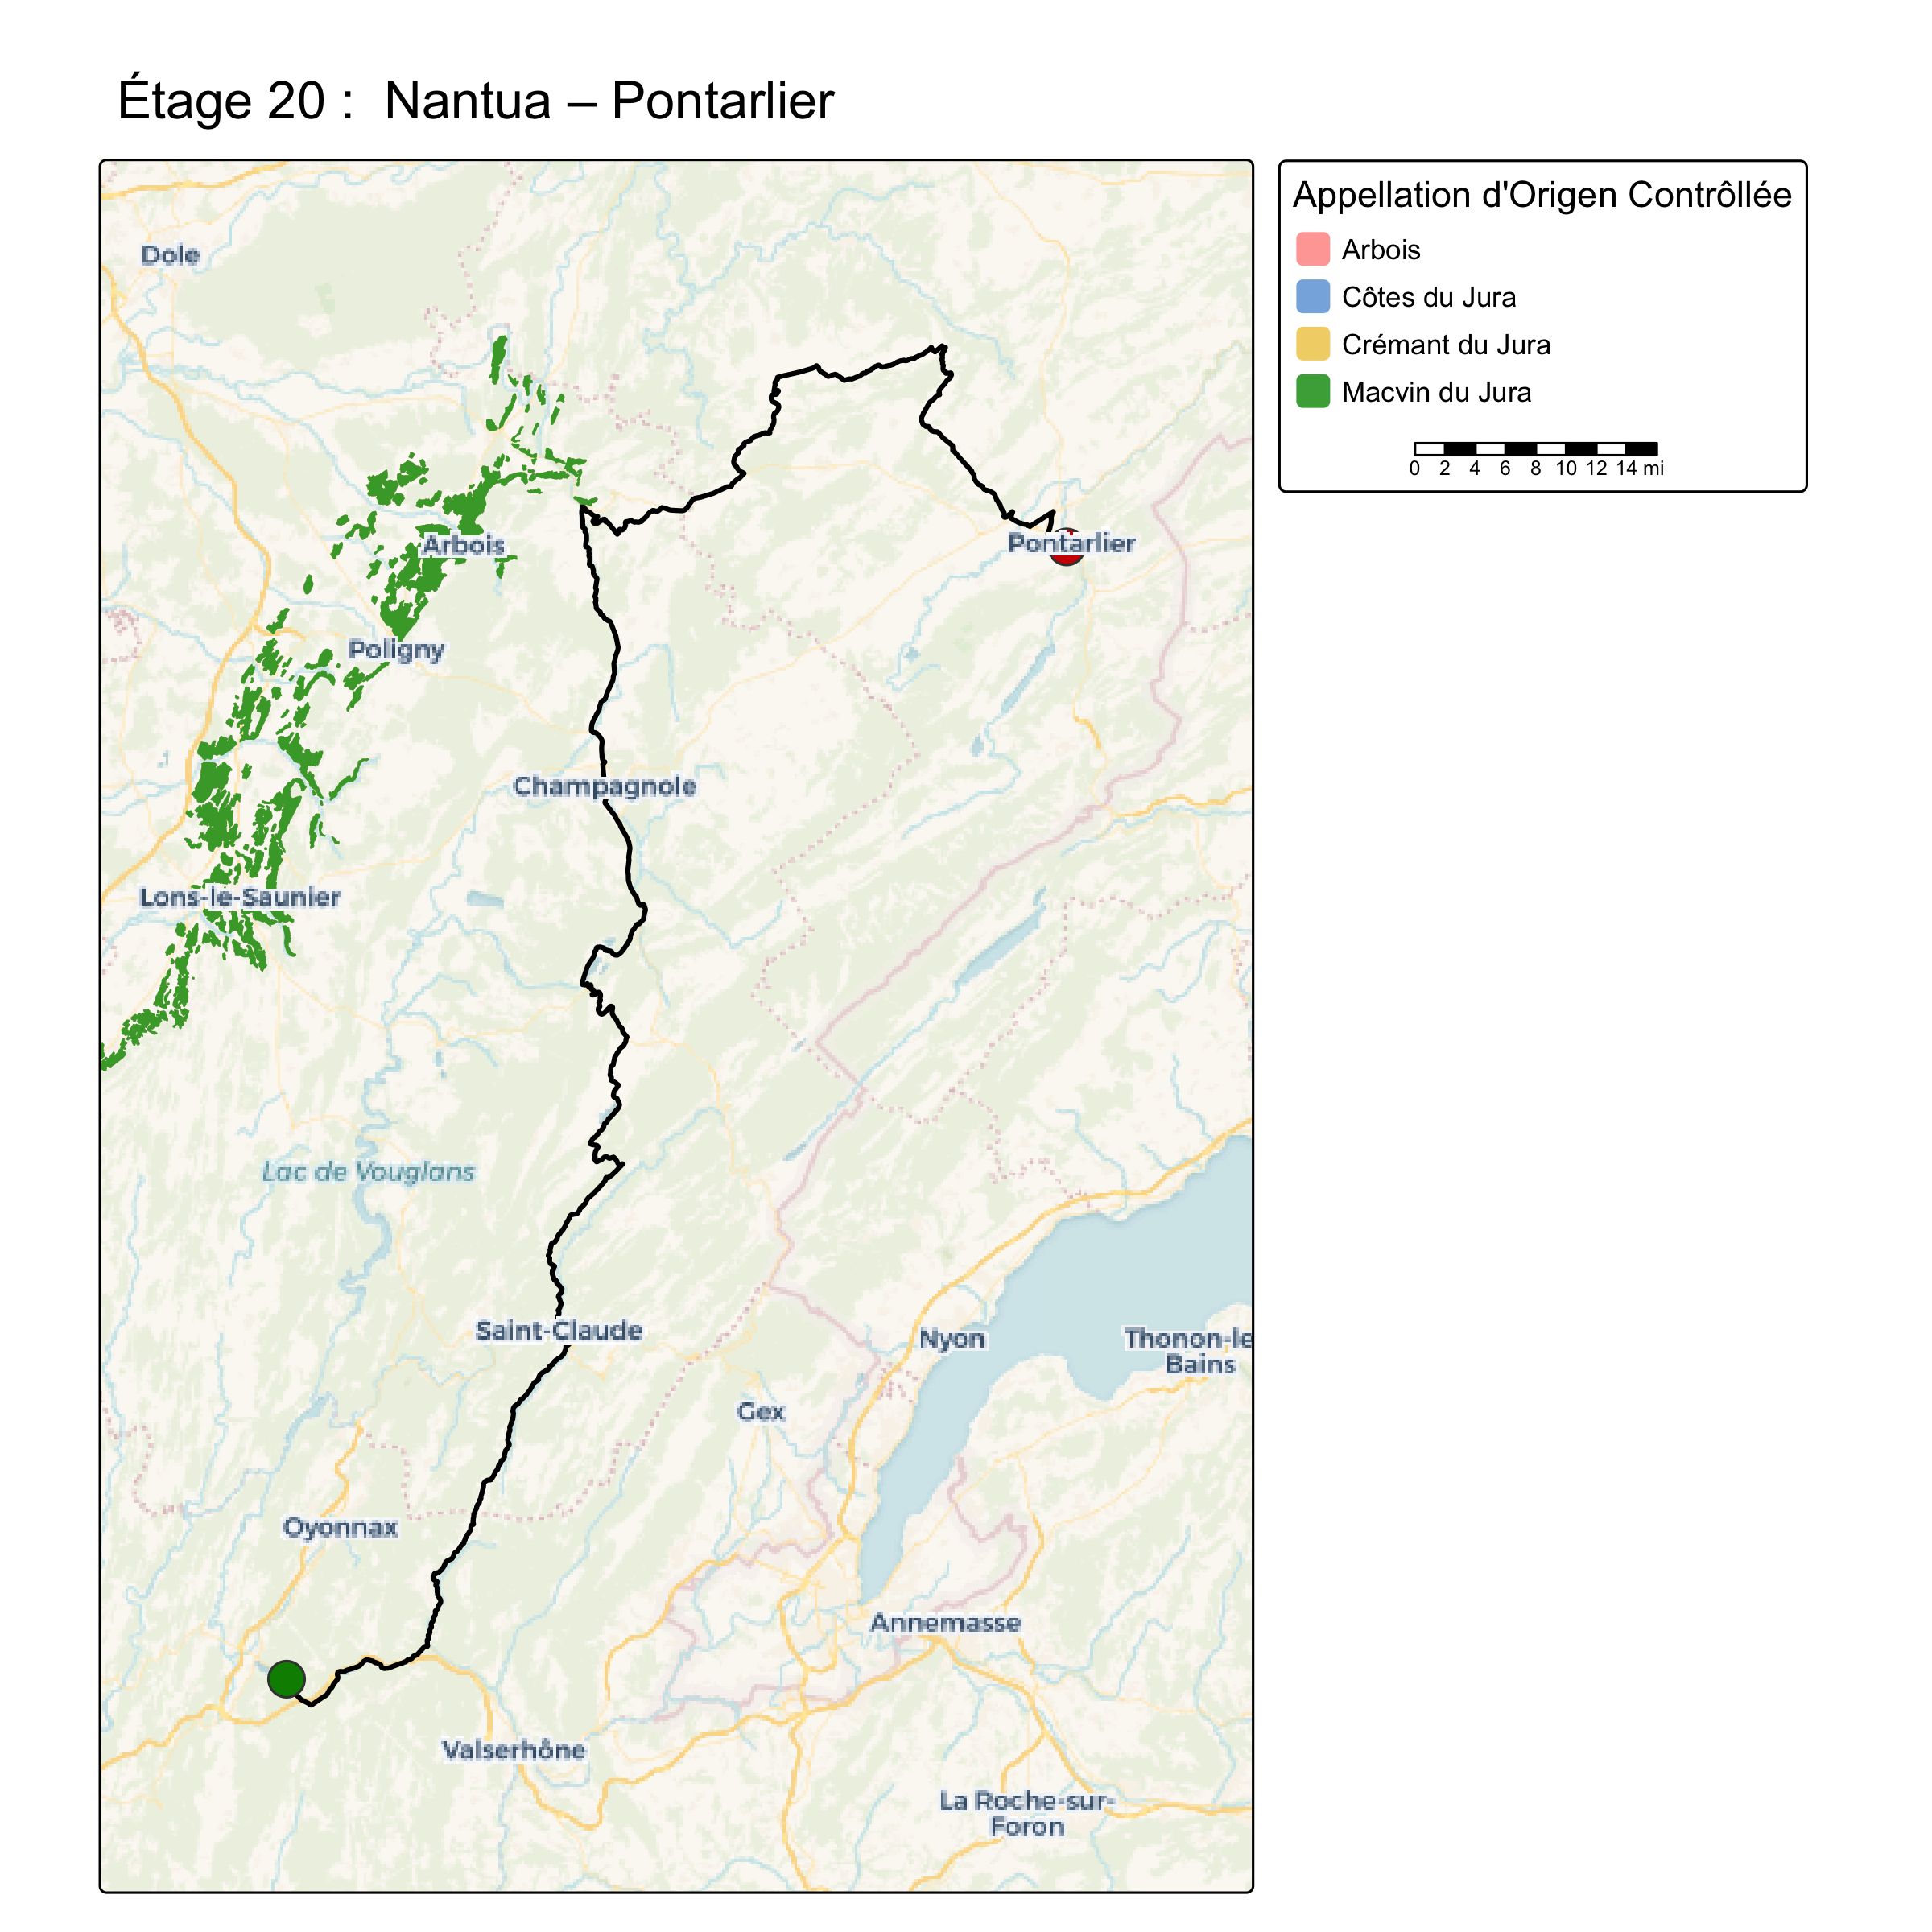 Étage 20 :  Nantua – Pontarlier
Appellation d'Origen Contrôllée
Arbois
Côtes du Jura
Crémant du Jura
Macvin du Jura
0 2 4 6 8 10 12 14 mi
Dole
Arbois
Pontarlier
Poligny
Champagnole
Lons-le-Saunier
Lac de Vouglans
Saint-Claude
Nyon
Thonon-le
Bains
Gex
Oyonnax
Annemasse
Valserhône
La Roche-sur-
Foron